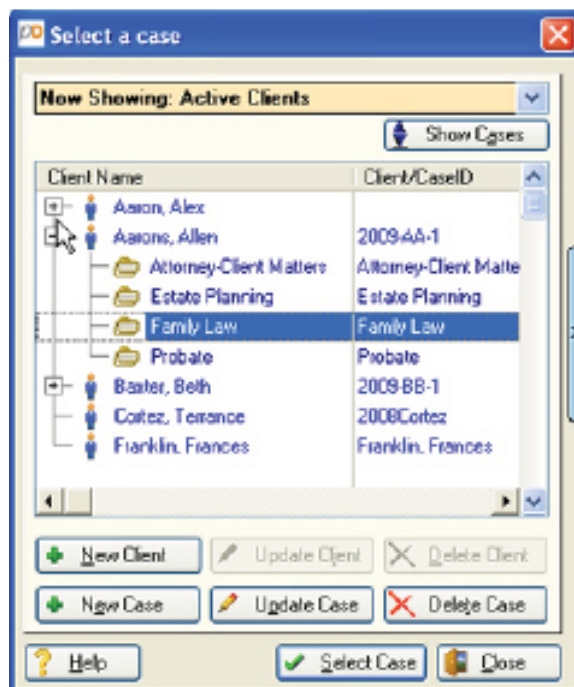 Select a case
Now Showing: Active Clients
Show Cases
Client Name Client/CaseID
Aaron, Alex
Aarons, Allen 2009-AA-1
Attorney-Client Matters Attorney-Client Matte
Estate Planning Estate Planning
Family Law Family Law
Probate Probate
Baxter, Beth 2009-BB-1
Cortez, Terrance 2008Cortez
Franklin, Frances Franklin, Frances
New Client Update Client Delete Client
New Case Update Case Delete Case
Help Select Case Close